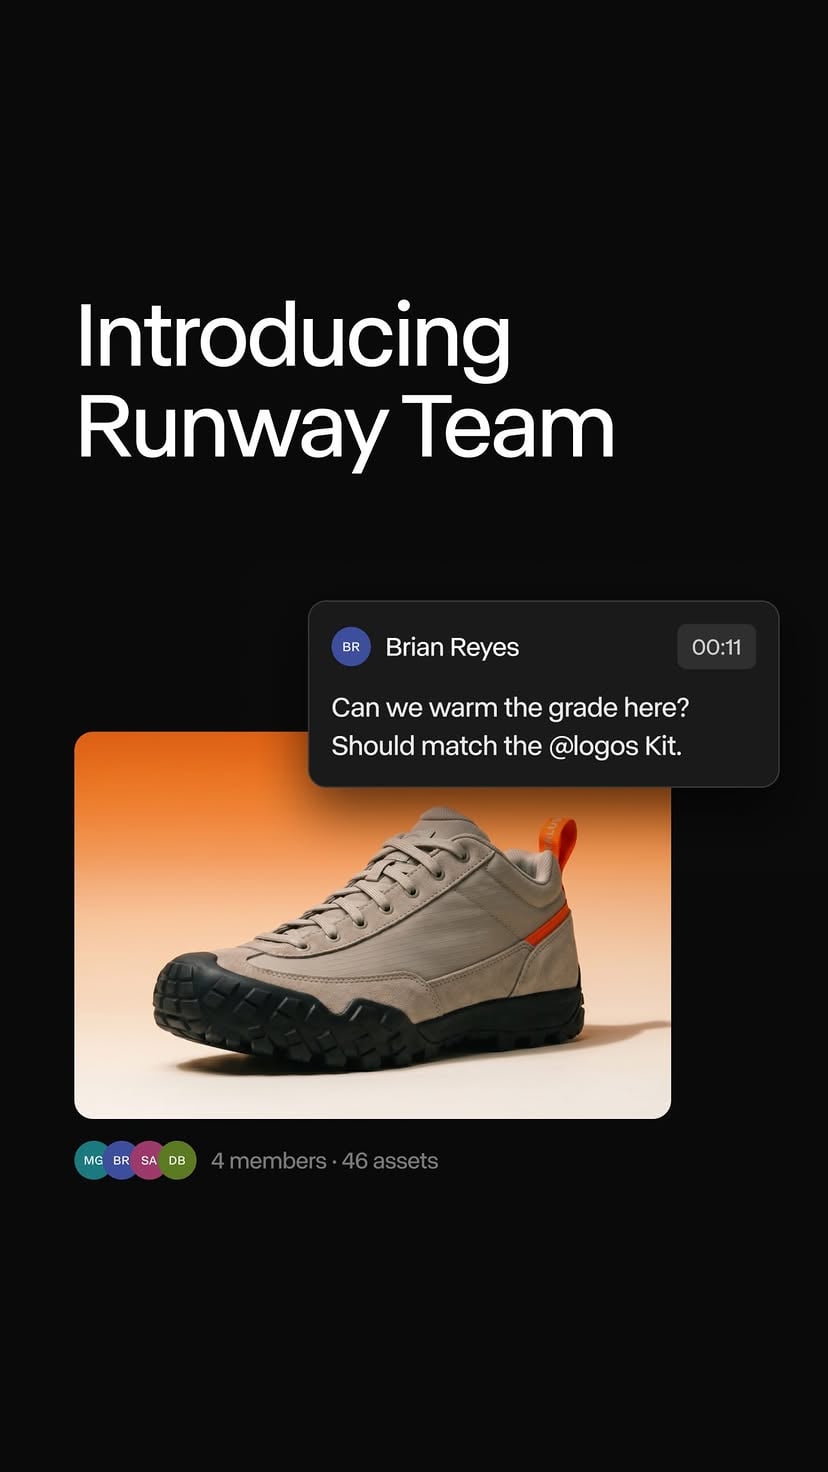 Introducing
Runway Team
BR
Brian Reyes
00:11
Can we warm the grade here?
Should match the @logos Kit.
MG BR SA DB
4 members · 46 assets